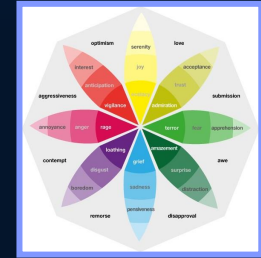 optimism
serenity
love
interest
joy
acceptance
anticipation
trust
aggressiveness
vigilance
admiration
submission
annoyance
anger
rage
terror
fear
apprehension
loathing
amazement
contempt
grief
awe
disgust
surprise
boredom
sadness
distraction
remorse
pensiveness
disapproval